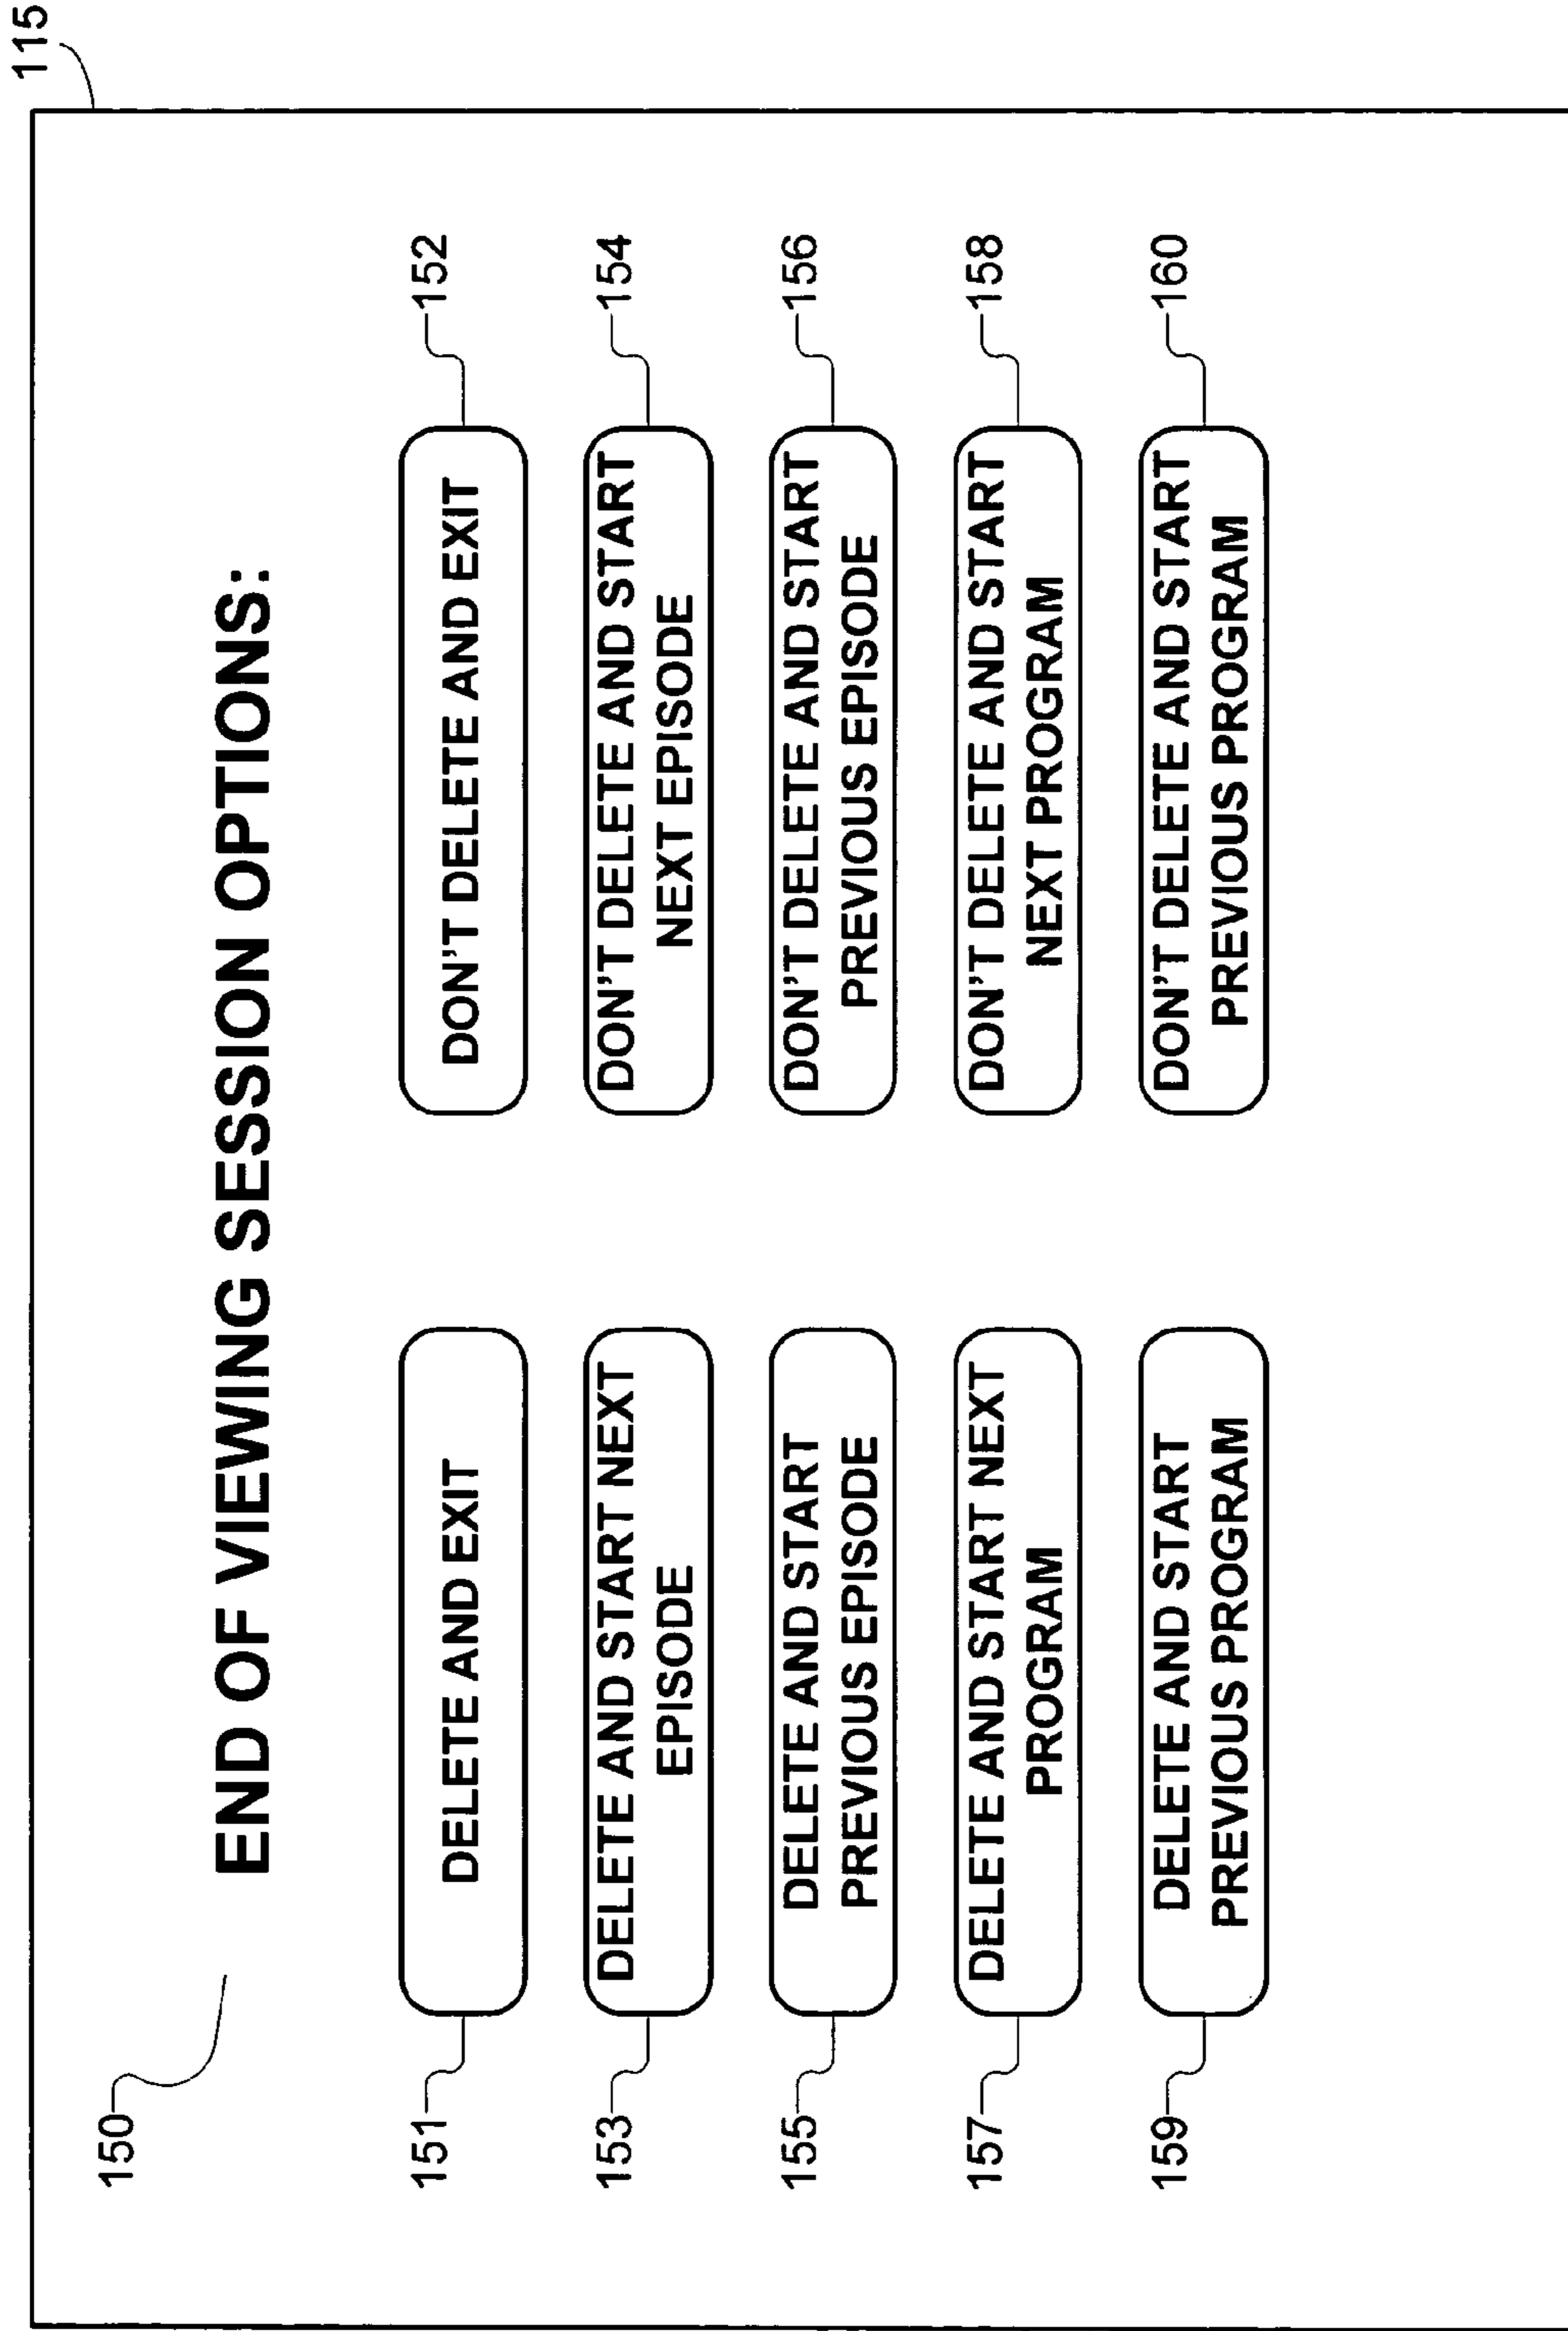 115
150
END OF VIEWING SESSION OPTIONS:
151
DELETE AND EXIT
DON'T DELETE AND EXIT
152
153
DELETE AND START NEXT
EPISODE
DON'T DELETE AND START
NEXT EPISODE
154
155
DELETE AND START
PREVIOUS EPISODE
DON'T DELETE AND START
PREVIOUS EPISODE
156
157
DELETE AND START NEXT
PROGRAM
DON'T DELETE AND START
NEXT PROGRAM
158
159
DELETE AND START
PREVIOUS PROGRAM
DON'T DELETE AND START
PREVIOUS PROGRAM
160